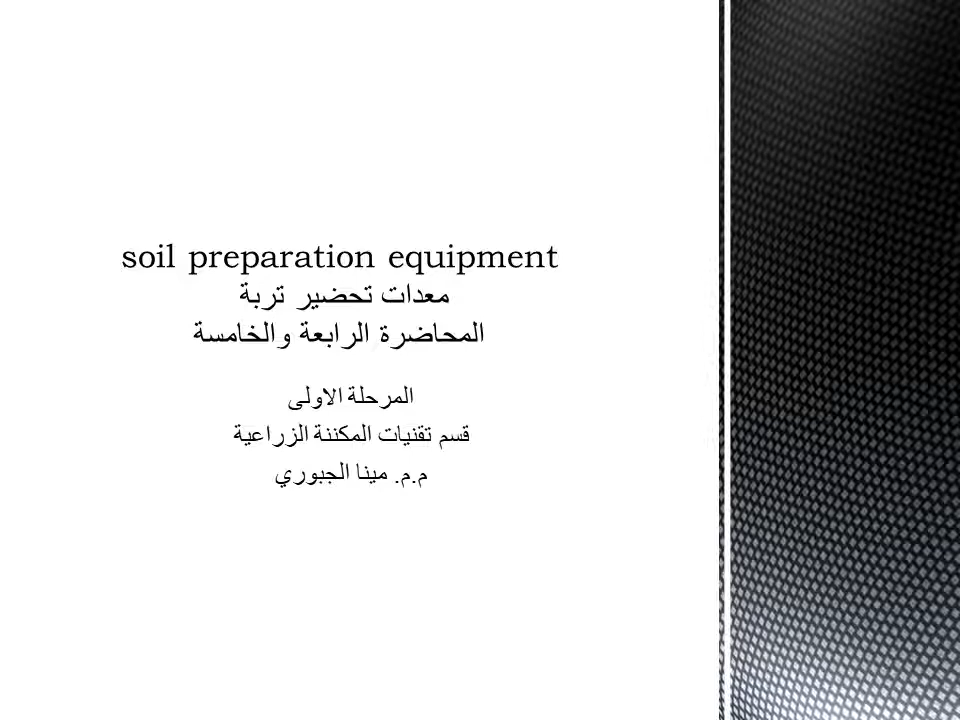 soil preparation equipment
معدات تحضير تربة
المحاضرة الرابعة والخامسة
المرحلة الاولى
قسم تقنيات المكننة الزراعية
م.م. مينا الجبوري